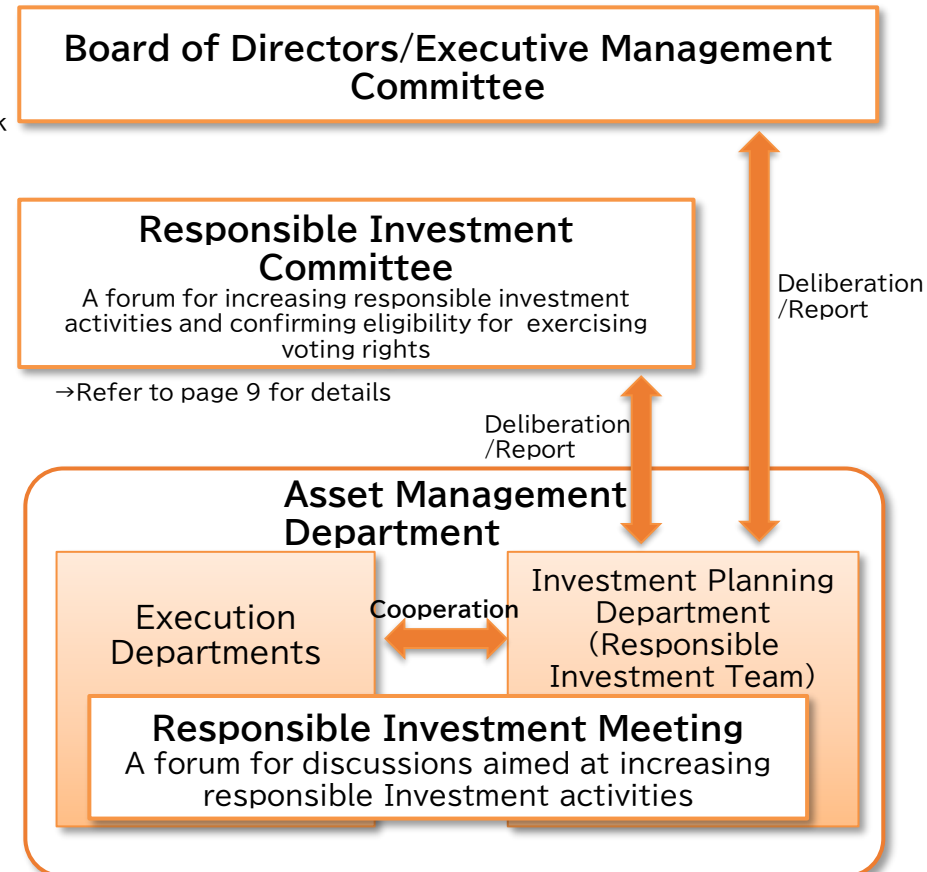 Board of Directors/Executive Management
Committee
k
Responsible Investment
Committee
A forum for increasing responsible investment
activities and confirming eligibility for exercising
voting rights
→Refer to page 9 for details
Deliberation
/Report
Deliberation
/Report
Asset Management
Department
Execution
Departments
Cooperation
Investment Planning
Department
(Responsible
Investment Team)
Responsible Investment Meeting
A forum for discussions aimed at increasing
responsible Investment activities